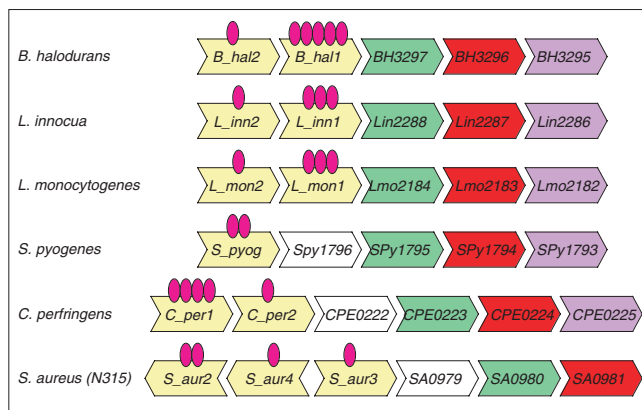 B. halodurans B_hal2 B_hal1 BH3297 BH3296 BH3295
L. innocua L_inn2 L_inn1 Lin2288 Lin2287 Lin2286
L. monocytogenes L_mon2 L_mon1 Lmo2184 Lmo2183 Lmo2182
S. pyogenes S_pyog Spy1796 SPy1795 SPy1794 SPy1793
C. perfringens C_per1 C_per2 CPE0222 CPE0223 CPE0224 CPE0225
S. aureus (N315) S_aur2 S_aur4 S_aur3 SA0979 SA0980 SA0981